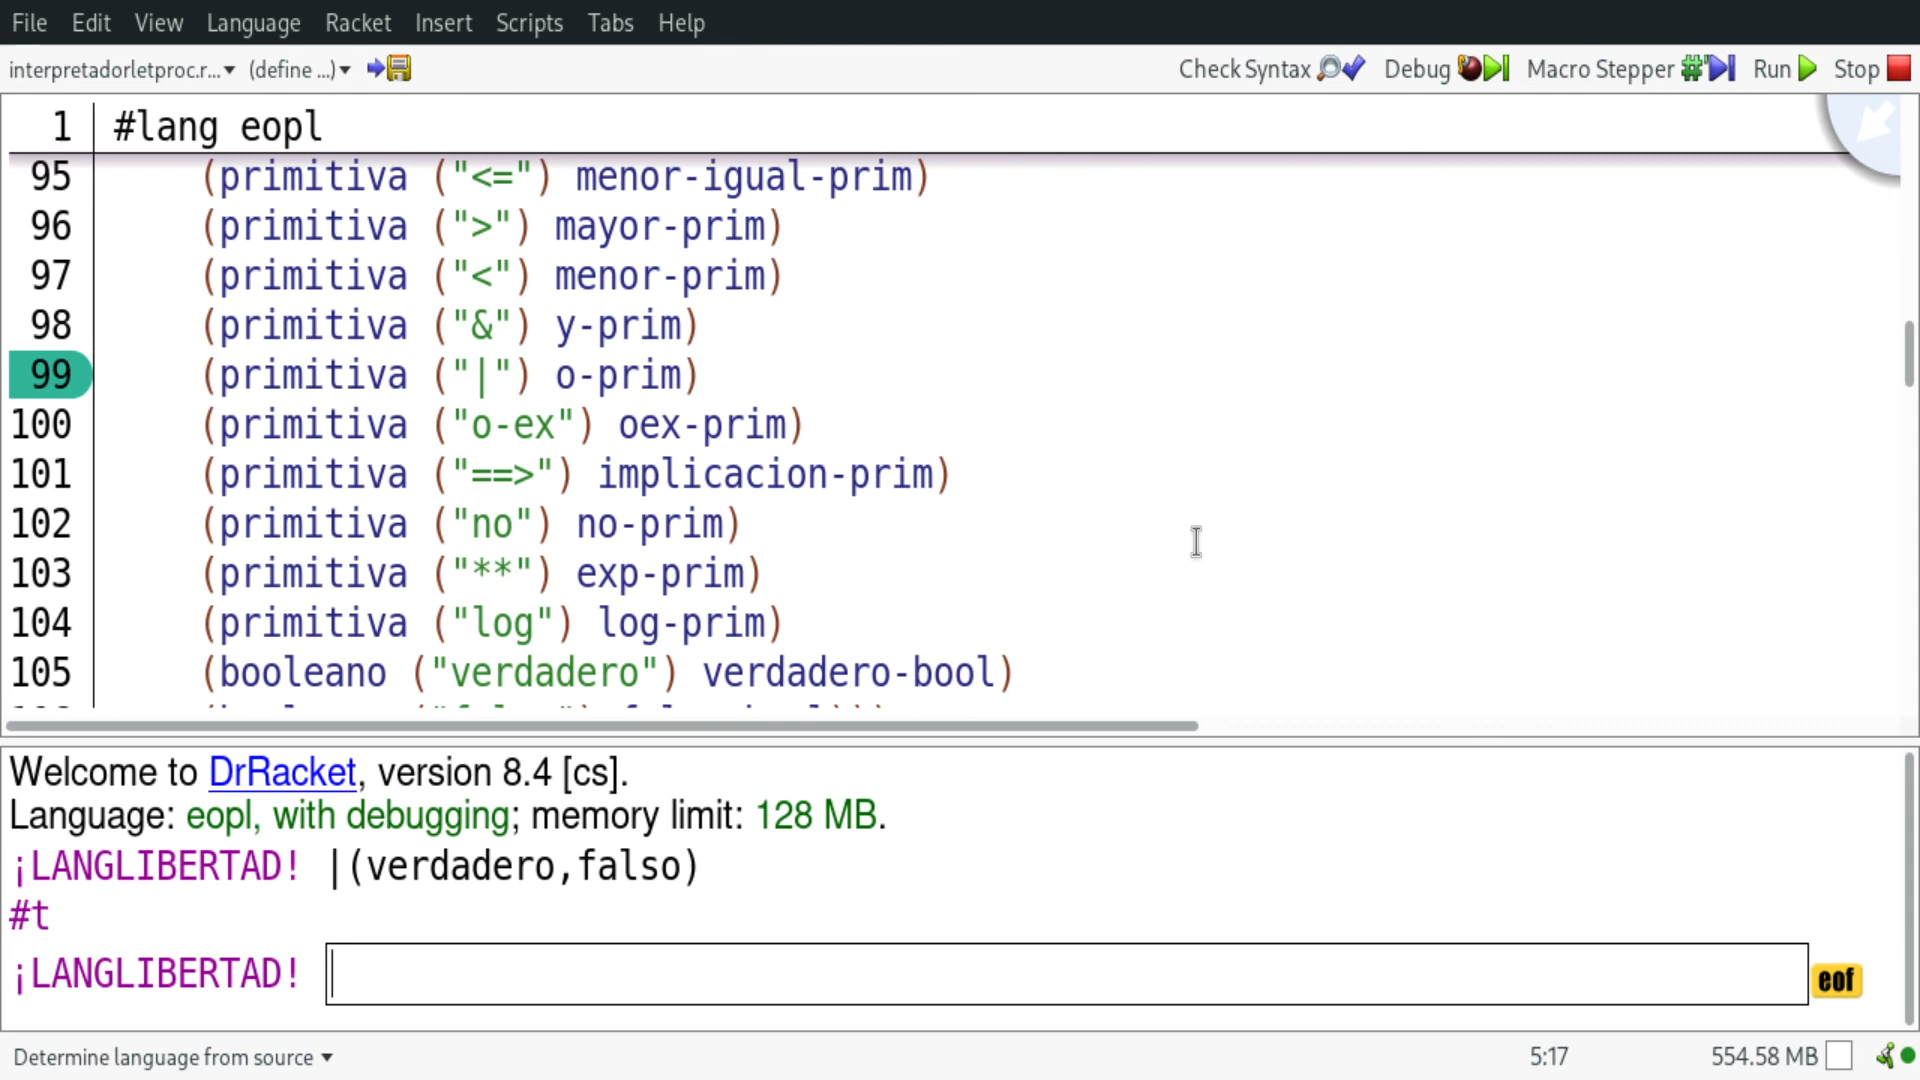 File Edit View Language Racket Insert Scripts Tabs Help
interpretadorletproc.r...▾ (define ...)▾ Check Syntax Debug Macro Stepper Run Stop
1 #lang eopl
95 (primitiva ("<=") menor-igual-prim)
96 (primitiva (">") mayor-prim)
97 (primitiva ("<") menor-prim)
98 (primitiva ("&") y-prim)
99 (primitiva ("|") o-prim)
100 (primitiva ("o-ex") oex-prim)
101 (primitiva ("==>") implicacion-prim)
102 (primitiva ("no") no-prim)
103 (primitiva ("**") exp-prim)
104 (primitiva ("log") log-prim)
105 (booleano ("verdadero") verdadero-bool)
Welcome to DrRacket, version 8.4 [cs].
Language: eopl, with debugging; memory limit: 128 MB.
¡LANGLIBERTAD! |(verdadero,falso)
#t
¡LANGLIBERTAD!
eof
Determine language from source ▾ 5:17 554.58 MB